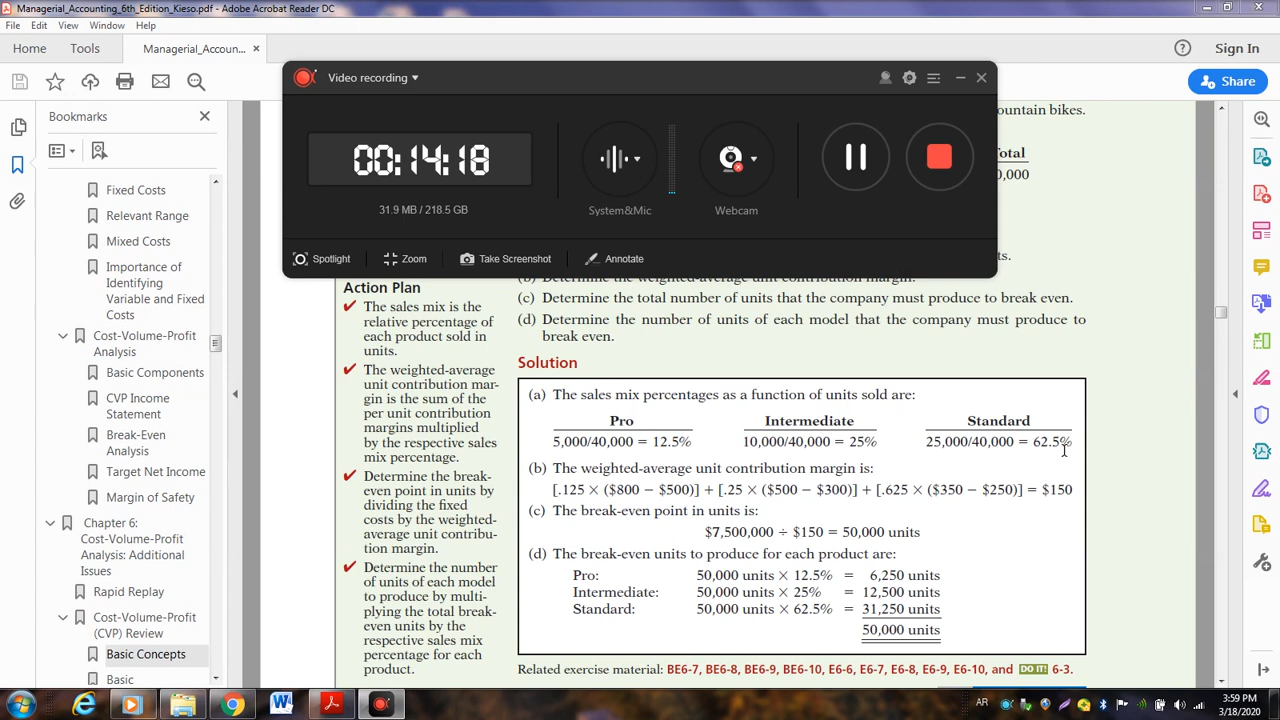 Managerial_Accounting_6th_Edition_Kieso.pdf - Adobe Acrobat Reader DC
File Edit View Window Help
Home Tools Managerial_Accoun... × Sign In
Share
Video recording
00:14:18
31.9 MB / 218.5 GB
System&Mic
Webcam
Spotlight Zoom Take Screenshot Annotate
Bookmarks
Fixed Costs
Relevant Range
Mixed Costs
Importance of
Identifying
Variable and Fixed
Costs
Cost-Volume-Profit
Analysis
Basic Components
CVP Income
Statement
Break-Even
Analysis
Target Net Income
Margin of Safety
Chapter 6:
Cost-Volume-Profit
Analysis: Additional
Issues
Rapid Replay
Cost-Volume-Profit
(CVP) Review
Basic Concepts
Basic
ountain bikes.
Total
0,000
ts.
Action Plan
✔ The sales mix is the
relative percentage of
each product sold in
units.
✔ The weighted-average
unit contribution mar-
gin is the sum of the
per unit contribution
margins multiplied
by the respective sales
mix percentage.
✔ Determine the break-
even point in units by
dividing the fixed
costs by the weighted-
average unit contribu-
tion margin.
✔ Determine the number
of units of each model
to produce by multi-
plying the total break-
even units by the
respective sales mix
percentage for each
product.
(b) Determine the weighted-average unit contribution margin.
(c) Determine the total number of units that the company must produce to break even.
(d) Determine the number of units of each model that the company must produce to
break even.
Solution
(a) The sales mix percentages as a function of units sold are:
Pro Intermediate Standard
5,000/40,000 = 12.5% 10,000/40,000 = 25% 25,000/40,000 = 62.5%
(b) The weighted-average unit contribution margin is:
[.125 × ($800 − $500)] + [.25 × ($500 − $300)] + [.625 × ($350 − $250)] = $150
(c) The break-even point in units is:
$7,500,000 ÷ $150 = 50,000 units
(d) The break-even units to produce for each product are:
Pro: 50,000 units × 12.5% = 6,250 units
Intermediate: 50,000 units × 25% = 12,500 units
Standard: 50,000 units × 62.5% = 31,250 units
50,000 units
Related exercise material: BE6-7, BE6-8, BE6-9, BE6-10, E6-6, E6-7, E6-8, E6-9, E6-10, and DO IT! 6-3.
AR
3:59 PM
3/18/2020